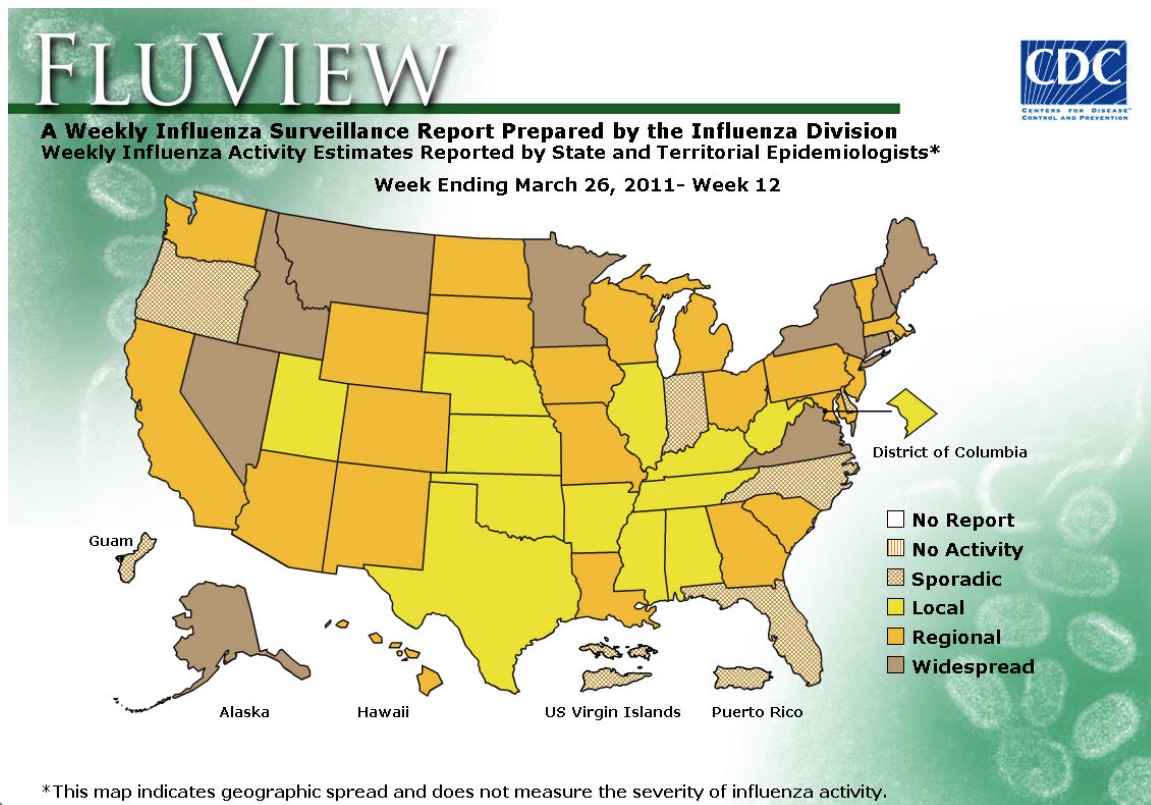 FLUVIEW
CDC
CENTERS FOR DISEASE™
CONTROL AND PREVENTION
A Weekly Influenza Surveillance Report Prepared by the Influenza Division
Weekly Influenza Activity Estimates Reported by State and Territorial Epidemiologists*
Week Ending March 26, 2011- Week 12
District of Columbia
No Report
Guam
No Activity
Sporadic
Local
Regional
Widespread
Alaska
Hawaii
US Virgin Islands
Puerto Rico
*This map indicates geographic spread and does not measure the severity of influenza activity.